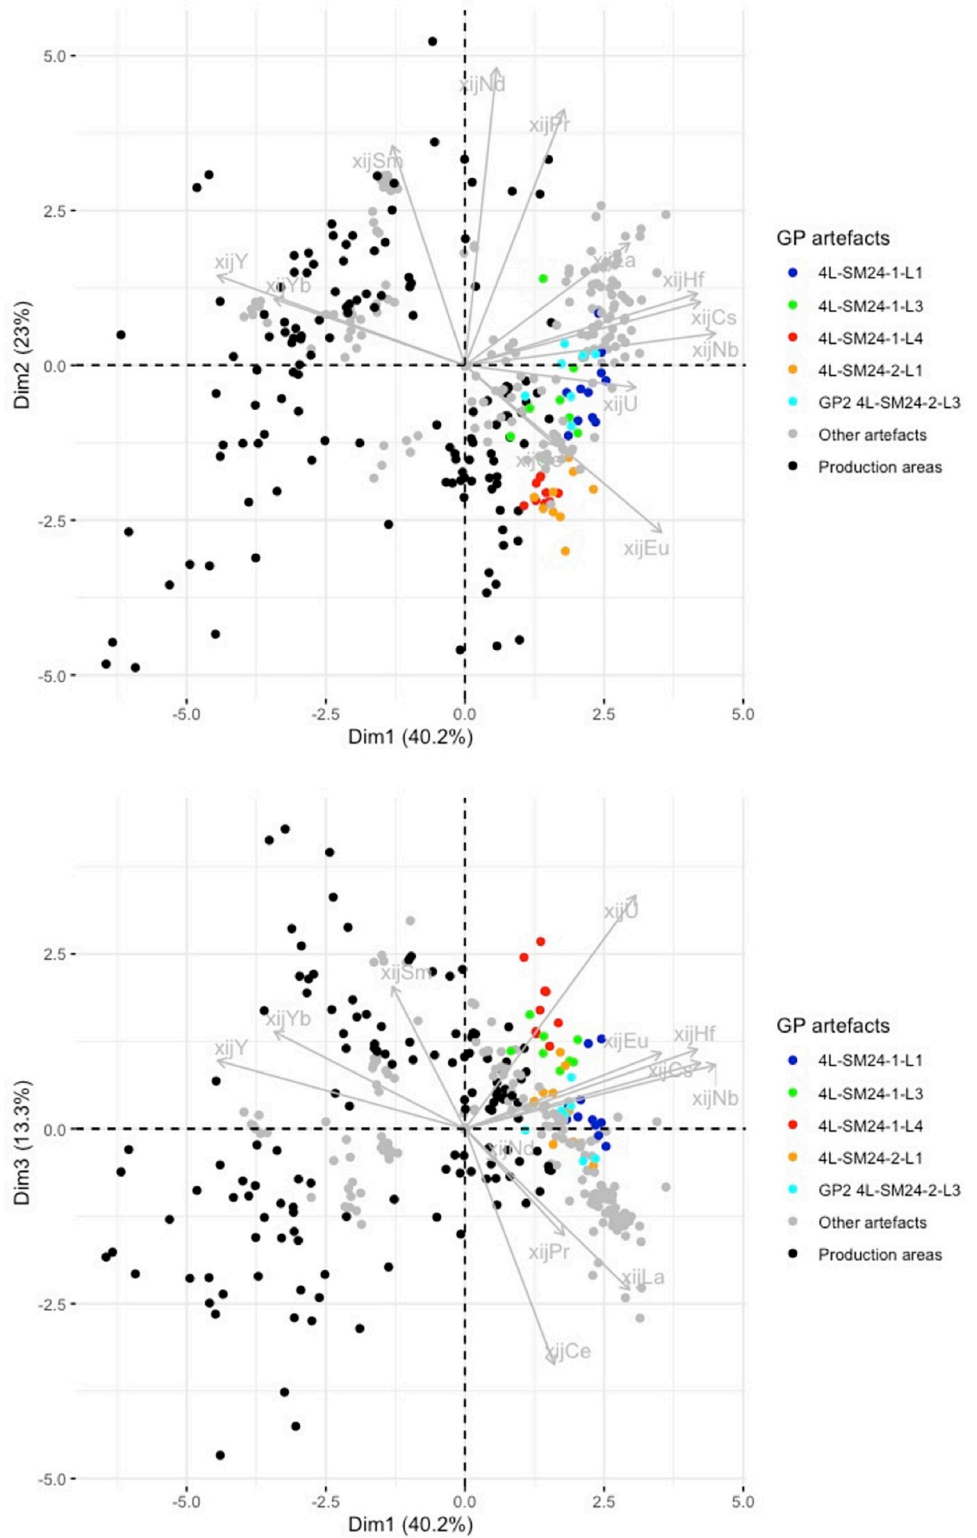 5.0
2.5
0.0
-2.5
-5.0
Dim2 (23%)
-5.0
-2.5
0.0
2.5
5.0
Dim1 (40.2%)
xijNd
xijPr
xijSm
xijY
xijYb
xijLa
xijHf
xijCs
xijNb
xijU
xijCe
xijEu
GP artefacts
4L-SM24-1-L1
4L-SM24-1-L3
4L-SM24-1-L4
4L-SM24-2-L1
GP2 4L-SM24-2-L3
Other artefacts
Production areas
2.5
0.0
-2.5
-5.0
Dim3 (13.3%)
-5.0
-2.5
0.0
2.5
5.0
Dim1 (40.2%)
xijU
xijSm
xijYb
xijY
xijEu
xijHf
xijCs
xijNb
xijNd
xijPr
xijLa
xijCe
GP artefacts
4L-SM24-1-L1
4L-SM24-1-L3
4L-SM24-1-L4
4L-SM24-2-L1
GP2 4L-SM24-2-L3
Other artefacts
Production areas